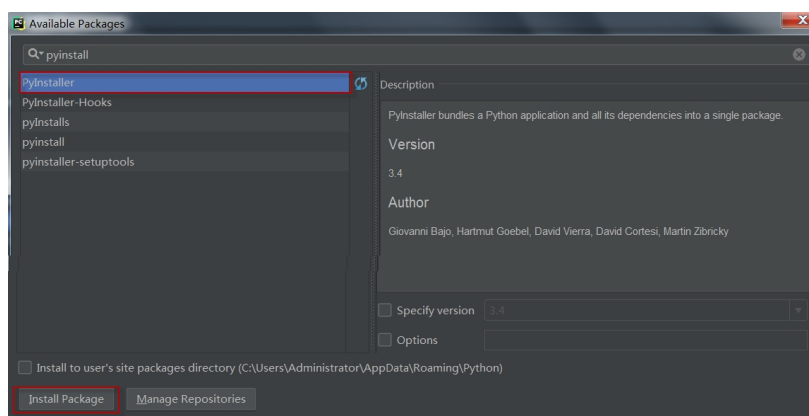 PC Available Packages
pyinstall
PyInstaller
PyInstaller-Hooks
pyInstalls
pyinstall
pyinstaller-setuptools
Description
PyInstaller bundles a Python application and all its dependencies into a single package.
Version
3.4
Author
Giovanni Bajo, Hartmut Goebel, David Vierra, David Cortesi, Martin Zibricky
Specify version 3.4
Options
Install to user's site packages directory (C:\Users\Administrator\AppData\Roaming\Python)
Install Package Manage Repositories